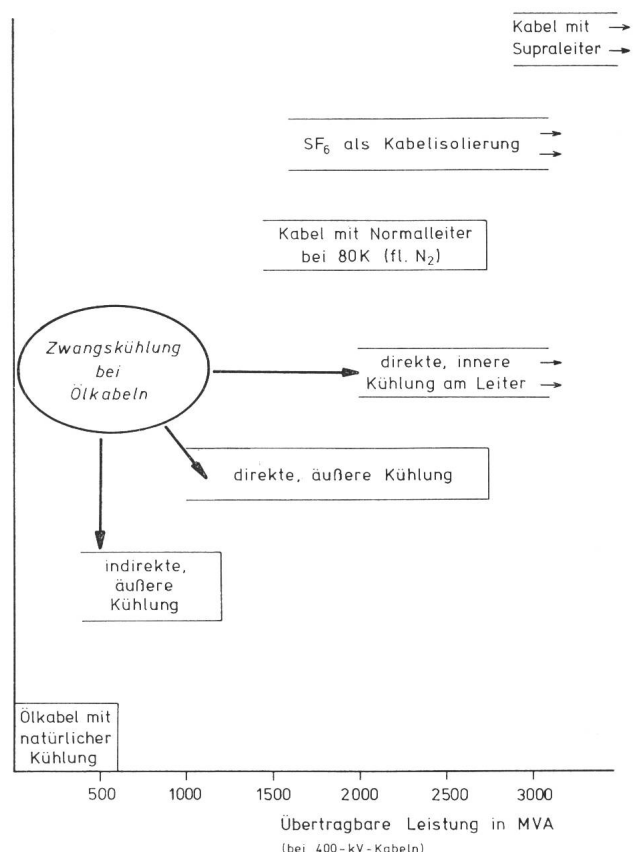 Kabel mit →
Supraleiter →
SF₆ als Kabelisolierung
Kabel mit Normalleiter
bei 80K (fl. N₂)
Zwangskühlung
bei
Ölkabeln
direkte, innere →
Kühlung am Leiter →
direkte, äußere Kühlung
indirekte,
äußere
Kühlung
Ölkabel mit
natürlicher
Kühlung
500 1000 1500 2000 2500 3000
Übertragbare Leistung in MVA
(bei 400-kV-Kabeln)